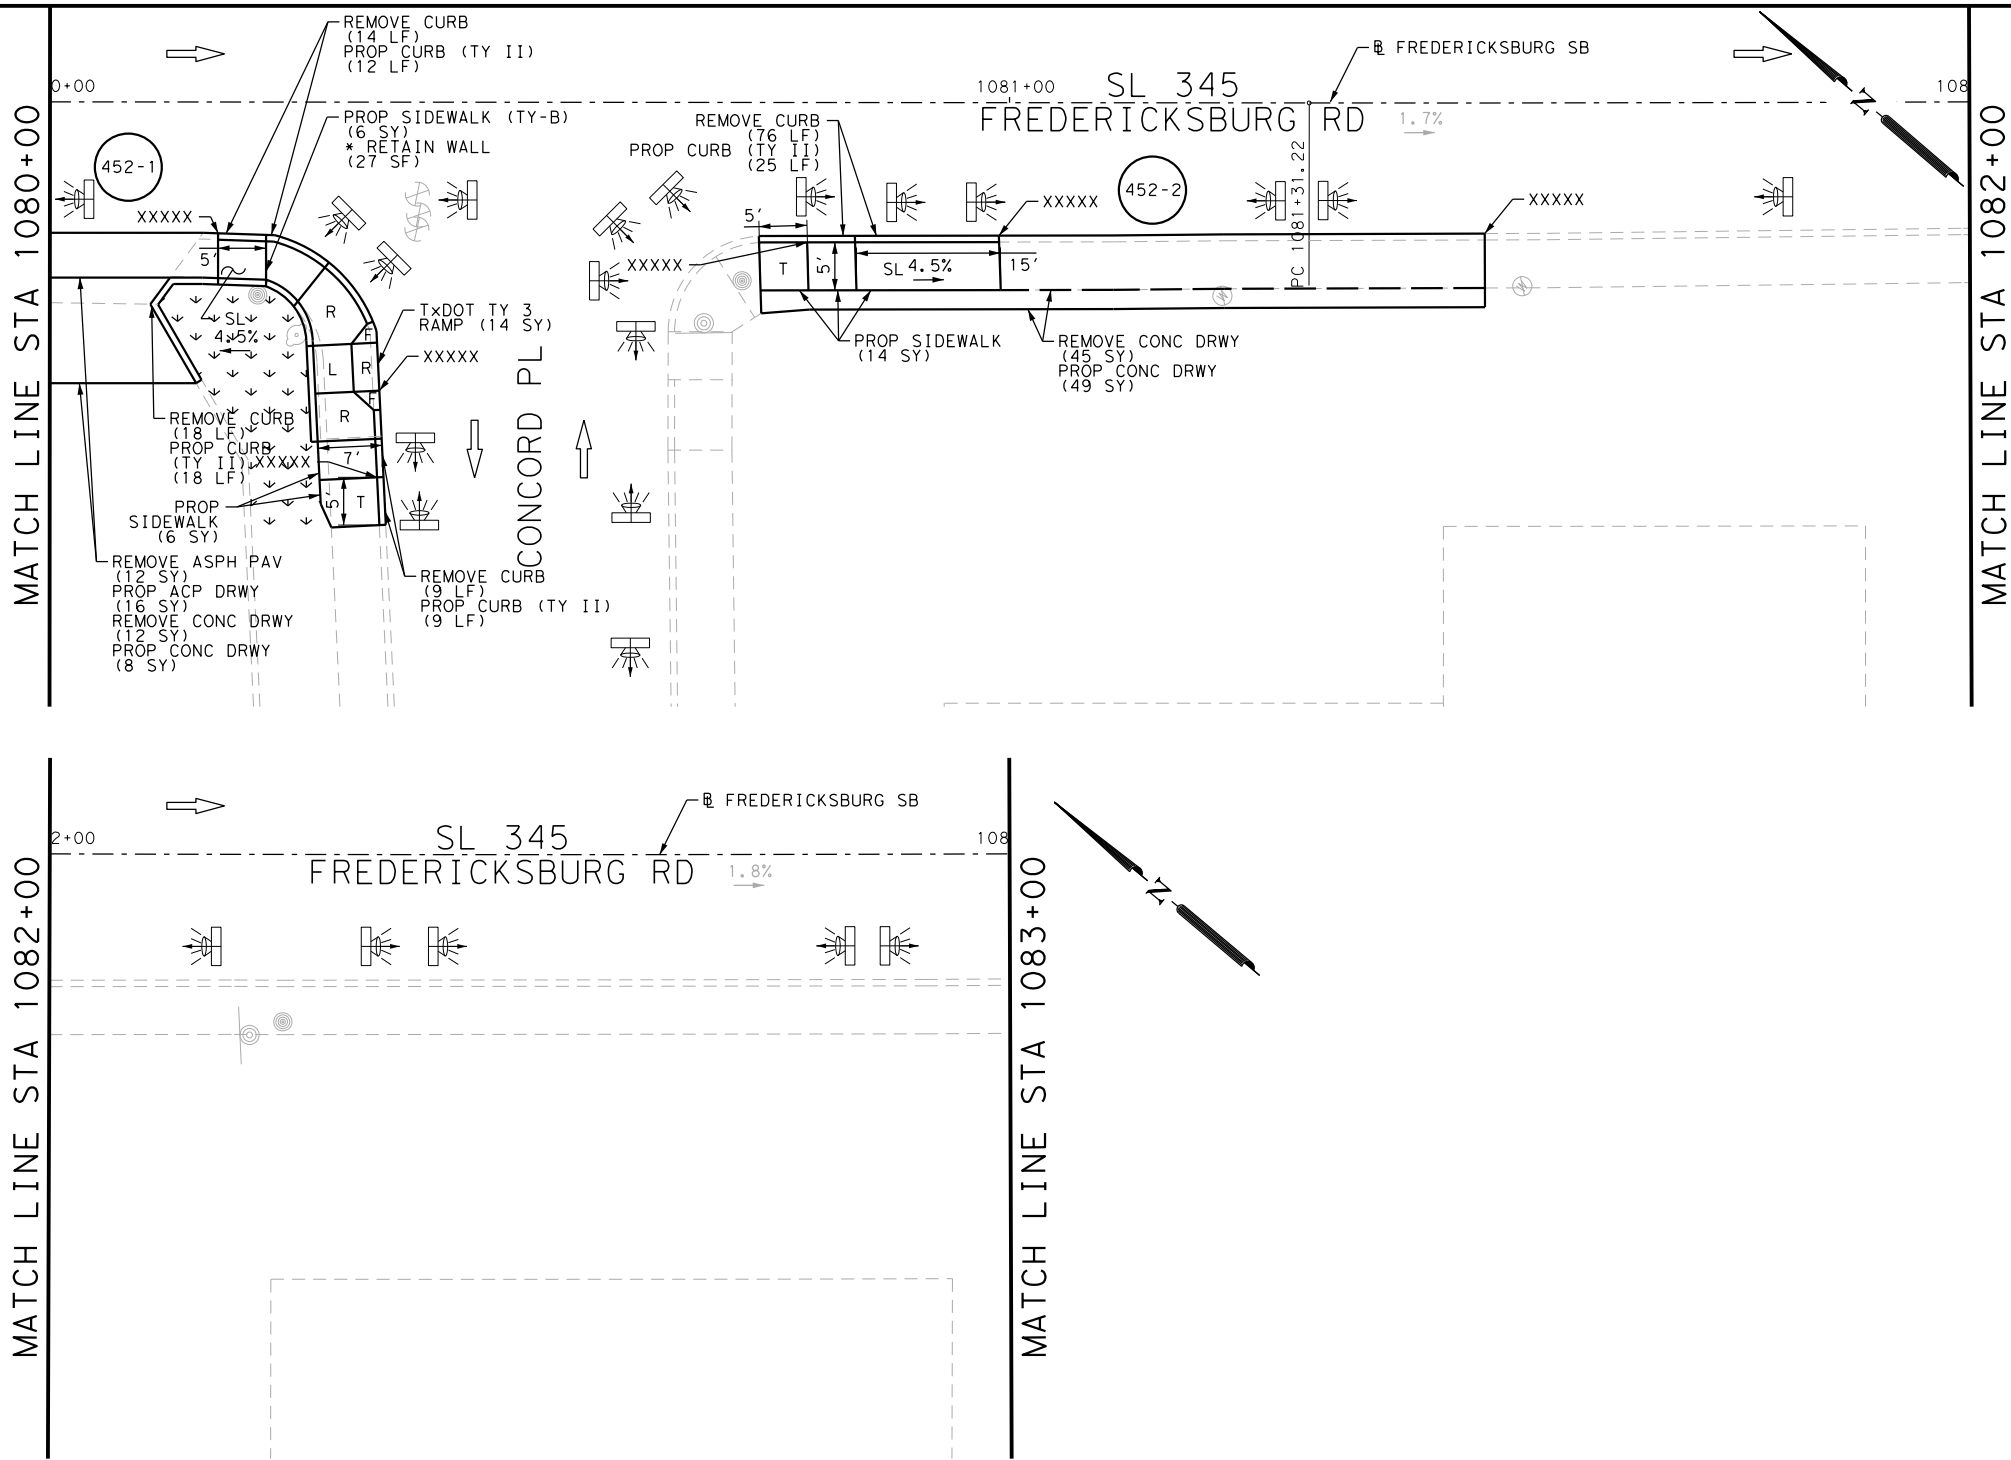 REMOVE CURB
(14 LF)
PROP CURB (TY II)
(12 LF)
℄ FREDERICKSBURG SB
0+00
1081+00
SL 345
108
FREDERICKSBURG RD
1.7%
N
PROP SIDEWALK (TY-B)
(6 SY)
* RETAIN WALL
(27 SF)
REMOVE CURB
(76 LF)
PROP CURB (TY II)
(25 LF)
452-1
452-2
PC 1081+31.22
MATCH LINE STA 1080+00
MATCH LINE STA 1082+00
XXXXX
XXXXX
XXXXX
XXXXX
5'
5'
T
5'
SL 4.5%
15'
R
SL
4.5%
TxDOT TY 3
RAMP (14 SY)
XXXXX
F
L
R
F
R
PROP SIDEWALK
(14 SY)
REMOVE CONC DRWY
(45 SY)
PROP CONC DRWY
(49 SY)
CONCORD PL
REMOVE CURB
(18 LF)
PROP CURB
(TY II)
(18 LF)
XXXXX
7'
5'
T
PROP
SIDEWALK
(6 SY)
REMOVE ASPH PAV
(12 SY)
PROP ACP DRWY
(16 SY)
REMOVE CONC DRWY
(12 SY)
PROP CONC DRWY
(8 SY)
REMOVE CURB
(9 LF)
PROP CURB (TY II)
(9 LF)
W
W
℄ FREDERICKSBURG SB
2+00
SL 345
108
FREDERICKSBURG RD
1.8%
N
MATCH LINE STA 1082+00
MATCH LINE STA 1083+00